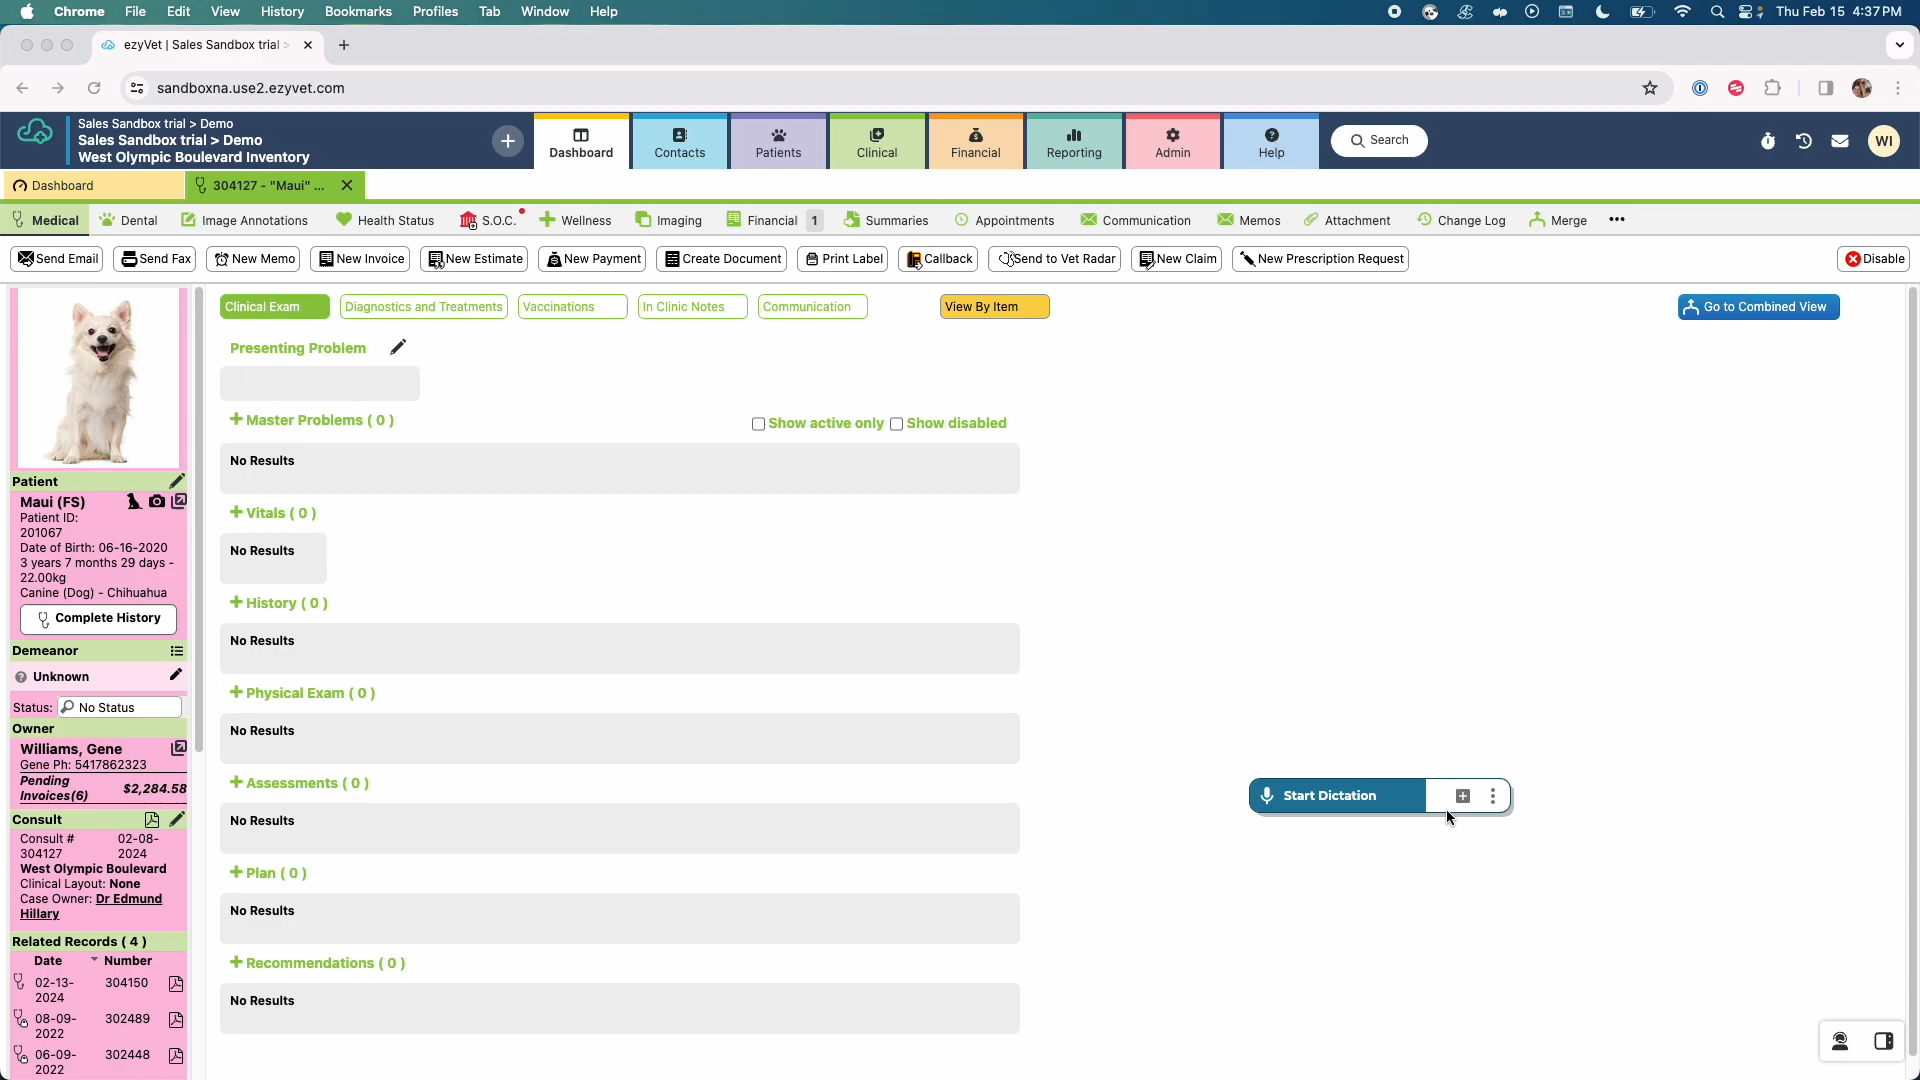 Chrome File Edit View History Bookmarks Profiles Tab Window Help
Thu Feb 15 4:37 PM
ezyVet | Sales Sandbox trial >
sandboxna.use2.ezyvet.com
Sales Sandbox trial > Demo
Sales Sandbox trial > Demo
West Olympic Boulevard Inventory
Dashboard Contacts Patients Clinical Financial Reporting Admin Help Search WI
Dashboard 304127 - "Maui" ...
Medical Dental Image Annotations Health Status S.O.C. Wellness Imaging Financial 1 Summaries Appointments Communication Memos Attachment Change Log Merge
Send Email Send Fax New Memo New Invoice New Estimate New Payment Create Document Print Label Callback Send to Vet Radar New Claim New Prescription Request Disable
Clinical Exam Diagnostics and Treatments Vaccinations In Clinic Notes Communication View By Item Go to Combined View
Patient
Maui (FS)
Patient ID:
201067
Date of Birth: 06-16-2020
3 years 7 months 29 days -
22.00kg
Canine (Dog) - Chihuahua
Complete History
Demeanor
Unknown
Status: No Status
Owner
Williams, Gene
Gene Ph: 5417862323
Pending
Invoices(6) $2,284.58
Consult
Consult # 02-08-
304127 2024
West Olympic Boulevard
Clinical Layout: None
Case Owner: Dr Edmund
Hillary
Related Records ( 4 )
Date Number
02-13- 304150
2024
08-09- 302489
2022
06-09- 302448
2022
Presenting Problem
Master Problems ( 0 ) Show active only Show disabled
No Results
Vitals ( 0 )
No Results
History ( 0 )
No Results
Physical Exam ( 0 )
No Results
Assessments ( 0 )
No Results
Plan ( 0 )
No Results
Recommendations ( 0 )
No Results
Start Dictation